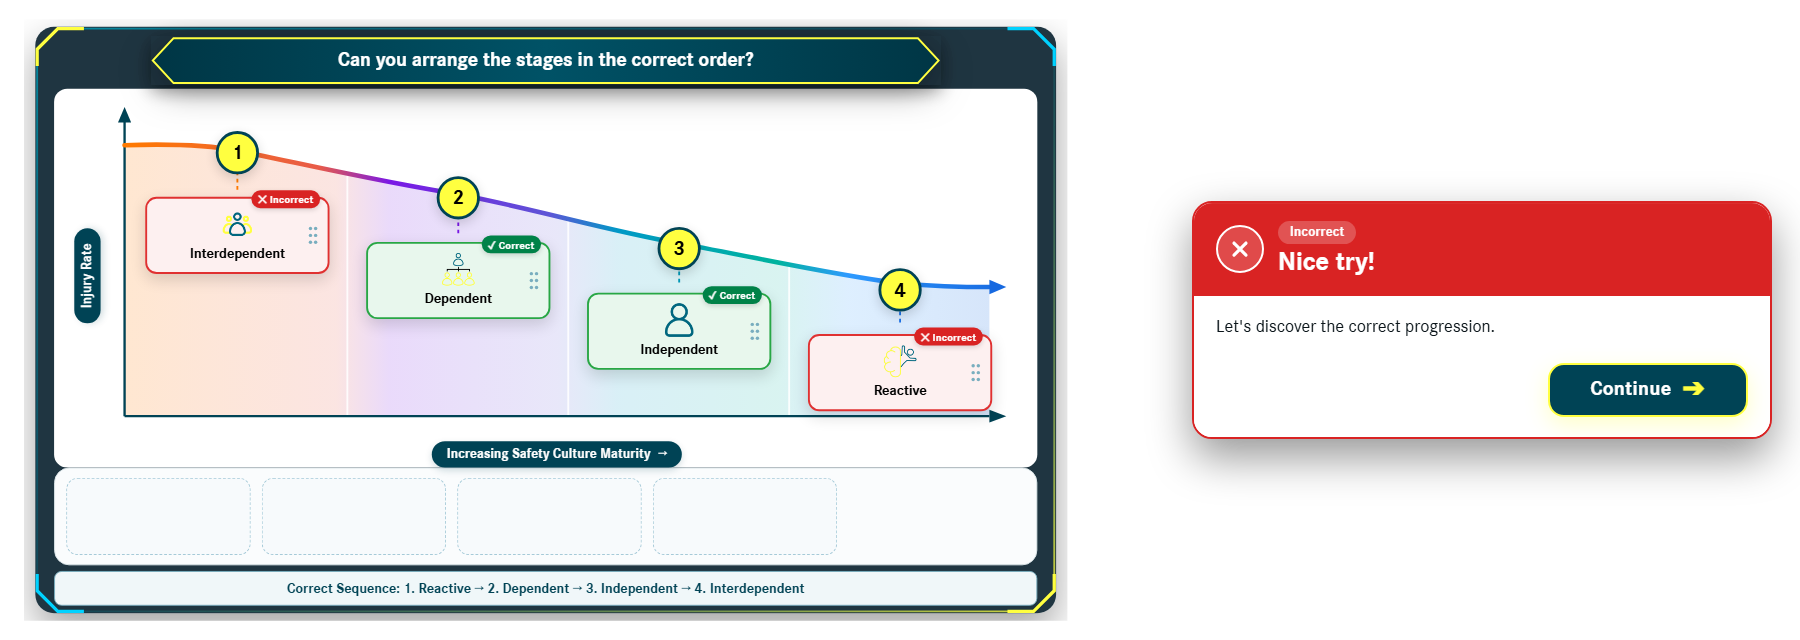 Can you arrange the stages in the correct order?
1
Incorrect
Interdependent
2
Correct
Dependent
3
Correct
Independent
4
Incorrect
Reactive
Injury Rate
Increasing Safety Culture Maturity →
Correct Sequence: 1. Reactive → 2. Dependent → 3. Independent → 4. Interdependent
Incorrect
Nice try!
Let's discover the correct progression.
Continue